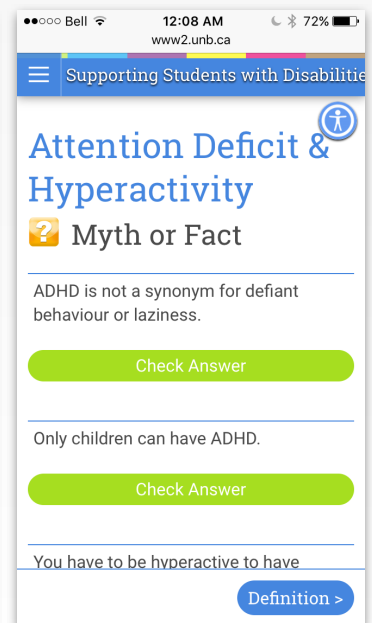 Bell 12:08 AM 72%
www2.unb.ca
Supporting Students with Disabilitie
Attention Deficit &
Hyperactivity
? Myth or Fact
ADHD is not a synonym for defiant
behaviour or laziness.
Check Answer
Only children can have ADHD.
Check Answer
You have to be hyperactive to have
Definition >